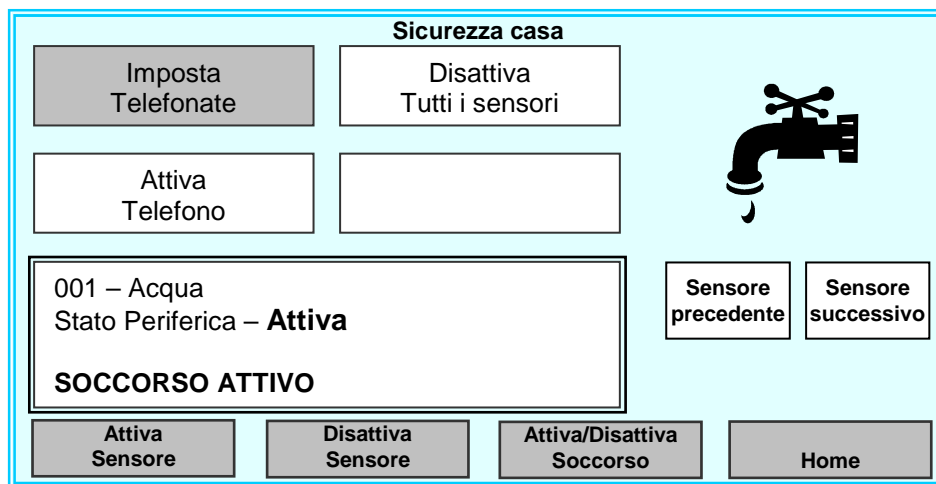 Sicurezza casa
Imposta
Telefonate
Disattiva
Tutti i sensori
Attiva
Telefono
001 – Acqua
Stato Periferica – Attiva
SOCCORSO ATTIVO
Sensore
precedente
Sensore
successivo
Attiva
Sensore
Disattiva
Sensore
Attiva/Disattiva
Soccorso
Home